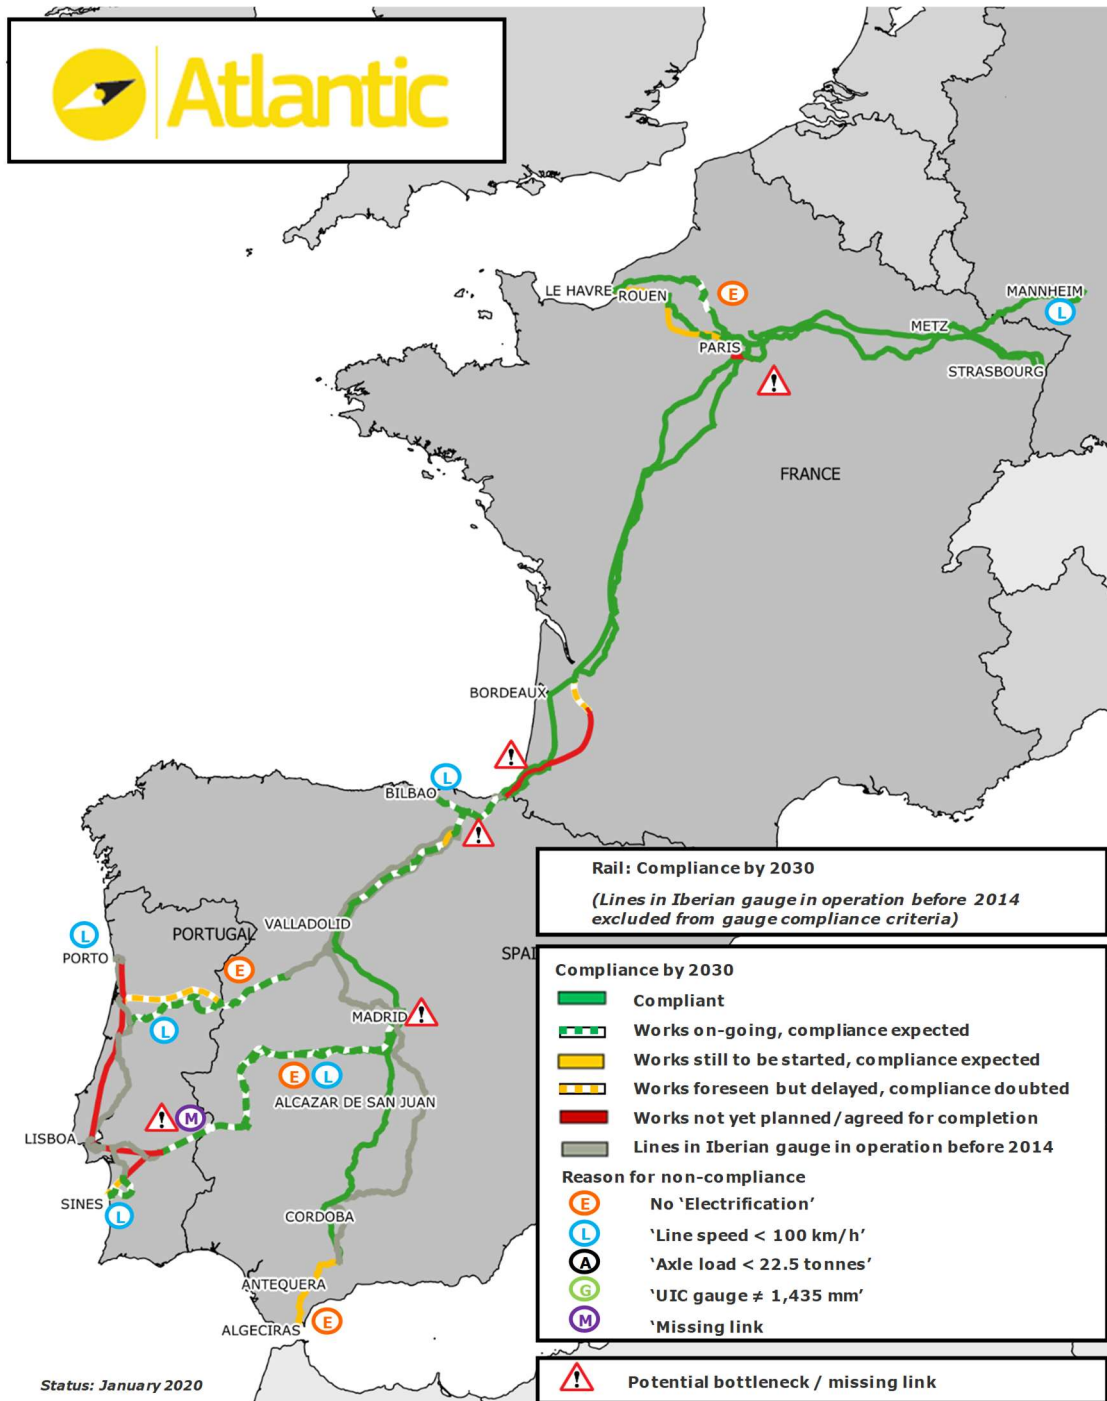 Atlantic
LE HAVRE
ROUEN
E
MANNHEIM
L
METZ
PARIS
STRASBOURG
!
FRANCE
BORDEAUX
!
L
BILBAO
!
VALLADOLID
PORTUGAL
SPAI
L
PORTO
E
MADRID
!
L
E
L
ALCAZAR DE SAN JUAN
!
M
LISBOA
SINES
L
CORDOBA
ANTEQUERA
ALGECIRAS
E
Rail: Compliance by 2030
(Lines in Iberian gauge in operation before 2014
excluded from gauge compliance criteria)
Compliance by 2030
Compliant
Works on-going, compliance expected
Works still to be started, compliance expected
Works foreseen but delayed, compliance doubted
Works not yet planned/agreed for completion
Lines in Iberian gauge in operation before 2014
Reason for non-compliance
E No ‘Electrification’
L ‘Line speed < 100 km/h’
A ‘Axle load < 22.5 tonnes’
G ‘UIC gauge ≠ 1,435 mm’
M ‘Missing link
! Potential bottleneck / missing link
Status: January 2020